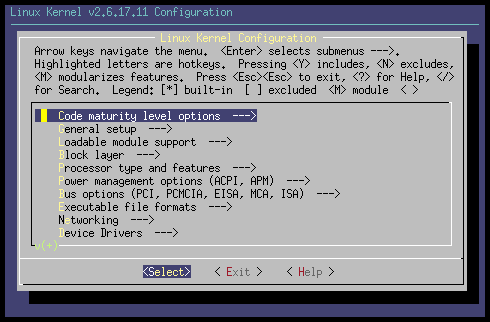 Linux Kernel v2.6.17.11 Configuration
Linux Kernel Configuration
Arrow keys navigate the menu. <Enter> selects submenus --->.
Highlighted letters are hotkeys. Pressing <Y> includes, <N> excludes,
<M> modularizes features. Press <Esc><Esc> to exit, <?> for Help, </>
for Search. Legend: [*] built-in [ ] excluded <M> module < >
Code maturity level options --->
General setup --->
Loadable module support --->
Block layer --->
Processor type and features --->
Power management options (ACPI, APM) --->
Bus options (PCI, PCMCIA, EISA, MCA, ISA) --->
Executable file formats --->
Networking --->
Device Drivers --->
v(+)
<Select> < Exit > < Help >